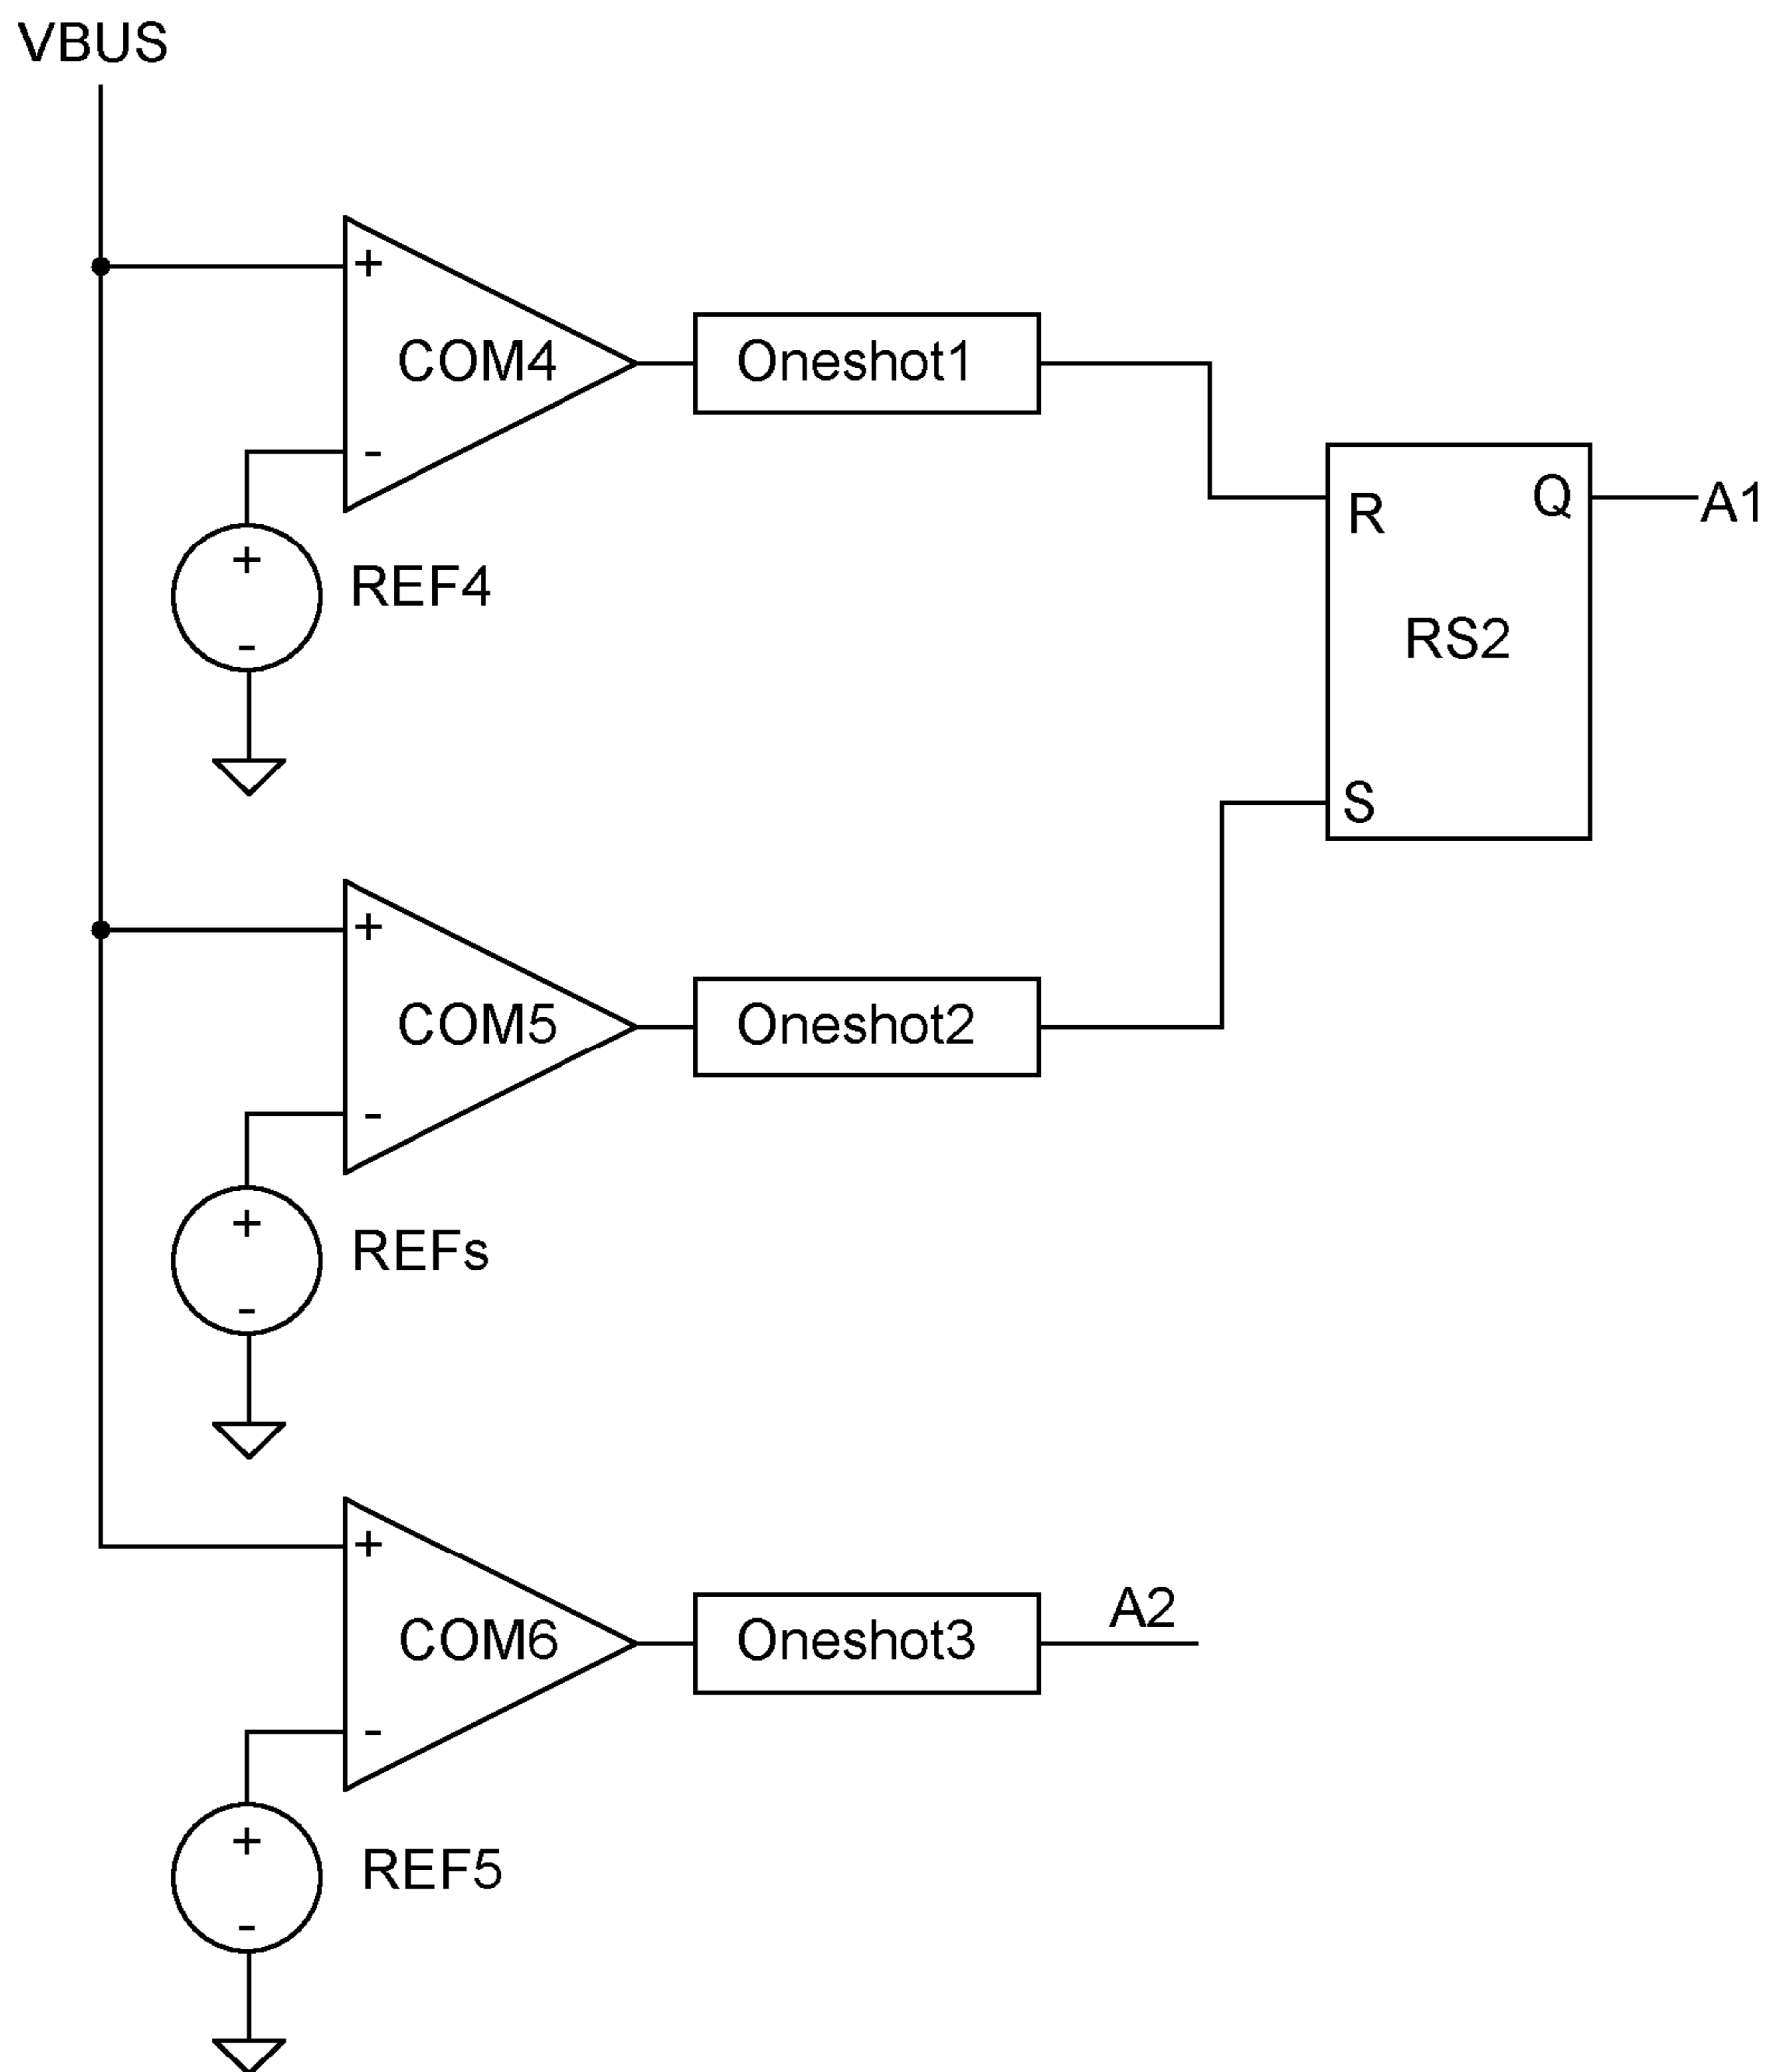 VBUS
+
COM4
-
Oneshot1
+
-
REF4
R
Q
A1
RS2
S
+
COM5
-
Oneshot2
+
-
REFs
+
COM6
-
Oneshot3
A2
+
-
REF5